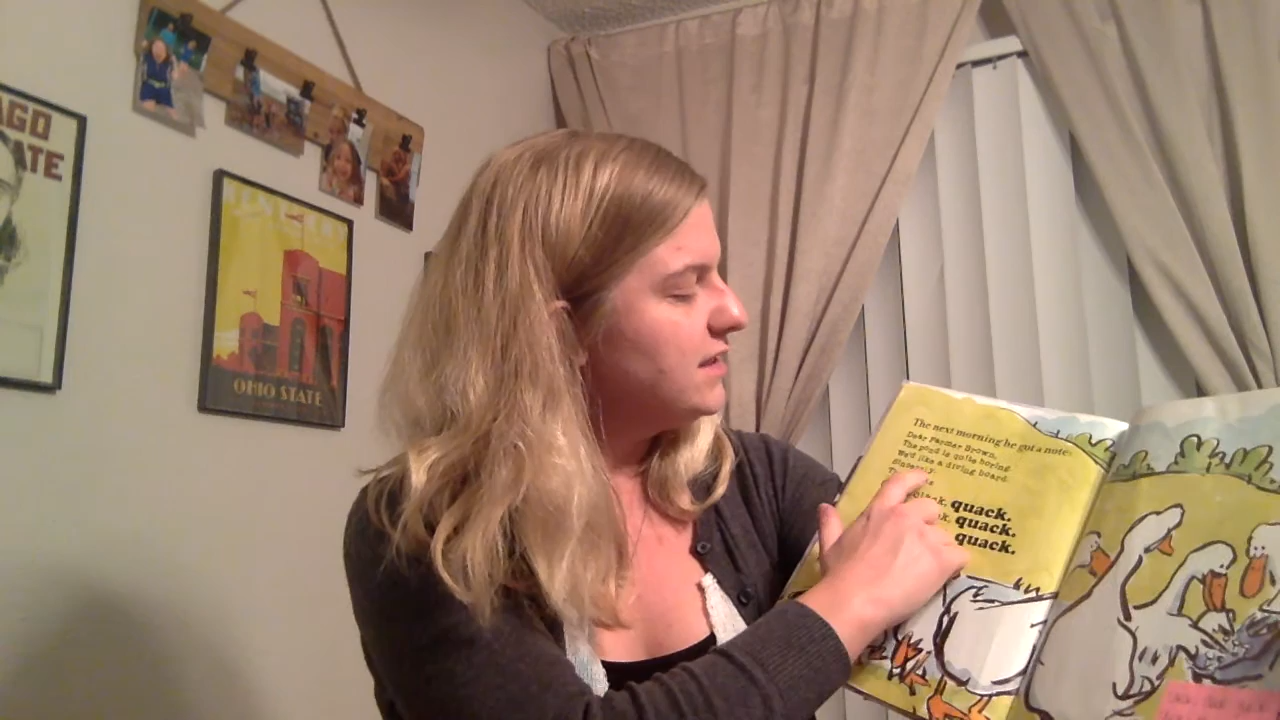 AGO
ATE
OHIO STATE
The next morning he got a note:
Dear Farmer Brown,
The pond is quite boring.
We'd like a diving board.
Sincerely,
quack.
quack.
quack.